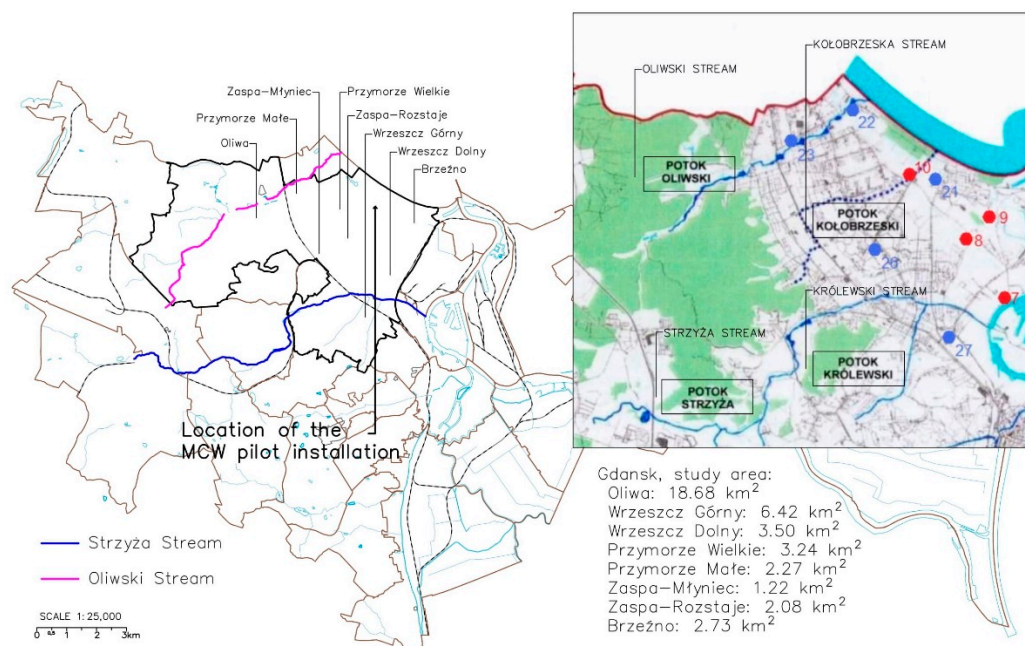 Zaspa-Młyniec
Przymorze Wielkie
Przymorze Małe
Zaspa-Rozstaje
Wrzeszcz Górny
Oliwa
Wrzeszcz Dolny
Brzeźno
Location of the
MCW pilot installation
Strzyża Stream
Oliwski Stream
SCALE 1:25,000
0 0,5 1 2 3km
KOŁOBRZESKA STREAM
OLIWSKI STREAM
22
23
POTOK
OLIWSKI
10
21
POTOK
KOŁOBRZESKI
9
8
26
KRÓLEWSKI STREAM
7
STRZYŻA STREAM
27
POTOK
KRÓLEWSKI
POTOK
STRZYŻA
Gdansk, study area:
Oliwa: 18.68 km²
Wrzeszcz Górny: 6.42 km²
Wrzeszcz Dolny: 3.50 km²
Przymorze Wielkie: 3.24 km²
Przymorze Małe: 2.27 km²
Zaspa-Młyniec: 1.22 km²
Zaspa-Rozstaje: 2.08 km²
Brzeźno: 2.73 km²